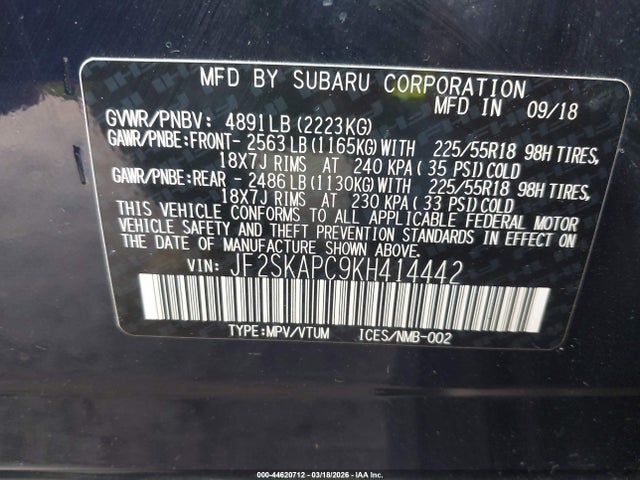 MFD BY SUBARU CORPORATION
MFD IN 09/18
GVWR/PNBV: 4891LB (2223KG)
GAWR/PNBE:FRONT- 2563 LB (1165KG) WITH 225/55R18 98H TIRES,
18X7J RIMS AT 240 KPA ( 35 PSI) COLD
GAWR/PNBE:REAR - 2486 LB (1130KG) WITH 225/55R18 98H TIRES,
18X7J RIMS AT 230 KPA ( 33 PSI) COLD
THIS VEHICLE CONFORMS TO ALL APPLICABLE FEDERAL MOTOR
VEHICLE SAFETY AND THEFT PREVENTION STANDARDS IN EFFECT ON
THE DATE OF MANUFACTURE SHOWN ABOVE.
VIN: JF2SKAPC9KH414442
TYPE:MPV/VTUM ICES/NMB-002
000-44620712 - 03/18/2026 - IAA Inc.